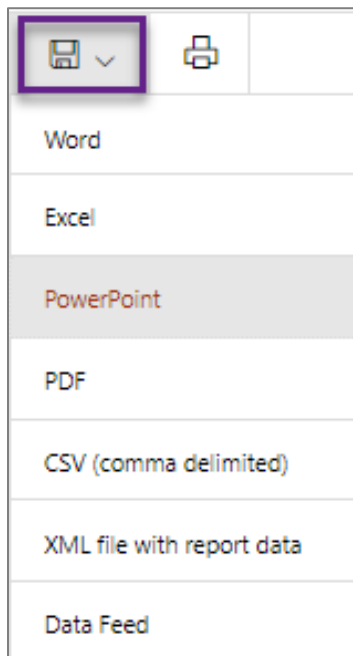 Word
Excel
PowerPoint
PDF
CSV (comma delimited)
XML file with report data
Data Feed